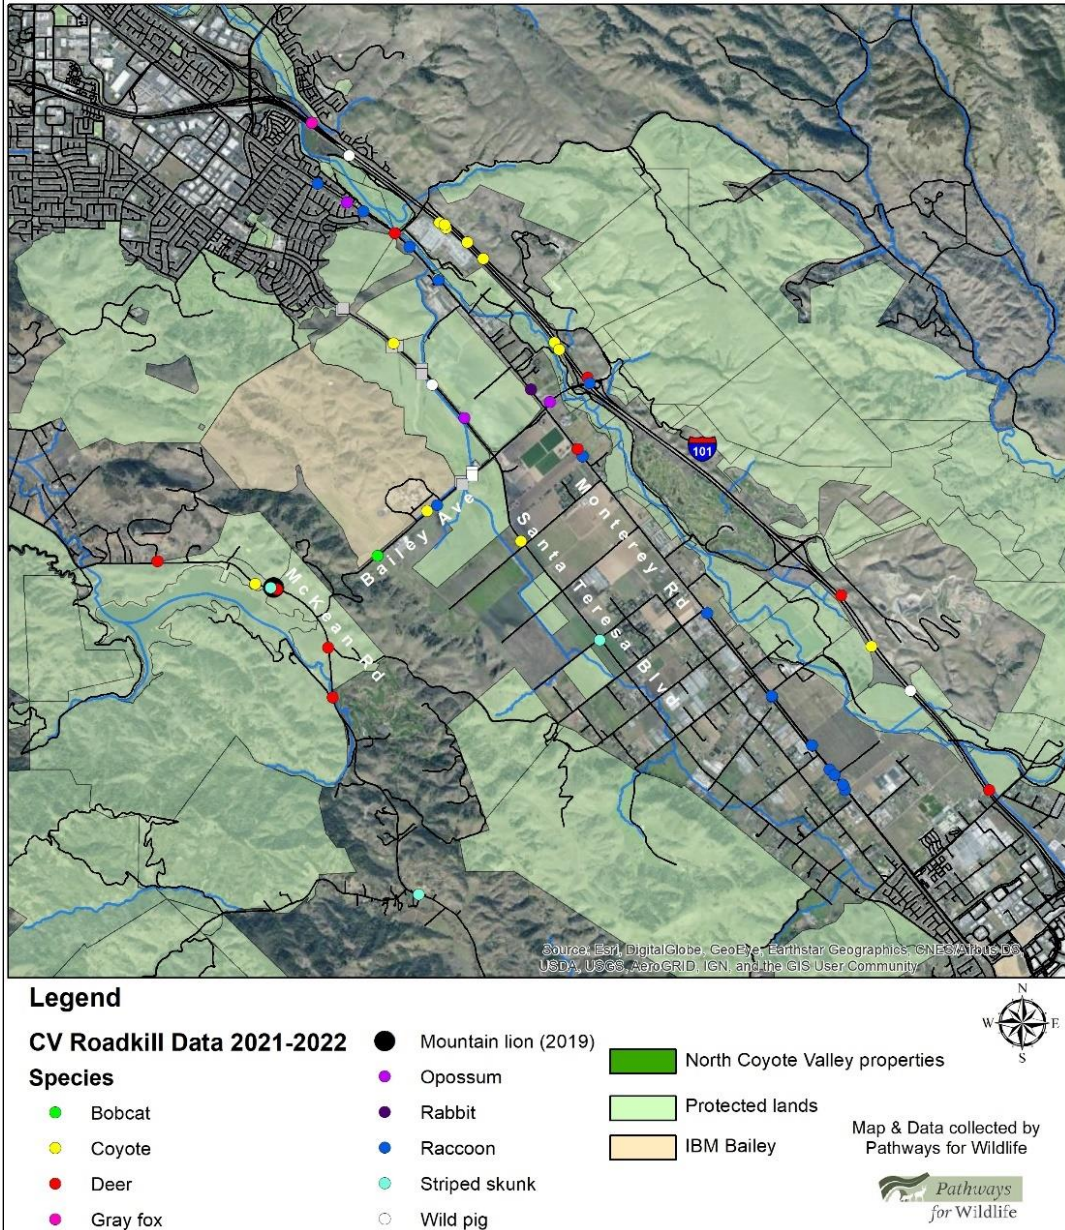 101
Bailey Ave
McKean Rd
Santa Teresa Blvd
Monterey Rd
Source: Esri, DigitalGlobe, GeoEye, Earthstar Geographics, CNES/Airbus DS,
USDA, USGS, AeroGRID, IGN, and the GIS User Community
Legend
CV Roadkill Data 2021-2022
Species
Bobcat
Coyote
Deer
Gray fox
Mountain lion (2019)
Opossum
Rabbit
Raccoon
Striped skunk
Wild pig
North Coyote Valley properties
Protected lands
IBM Bailey
N
W E
S
Map & Data collected by
Pathways for Wildlife
Pathways
for Wildlife